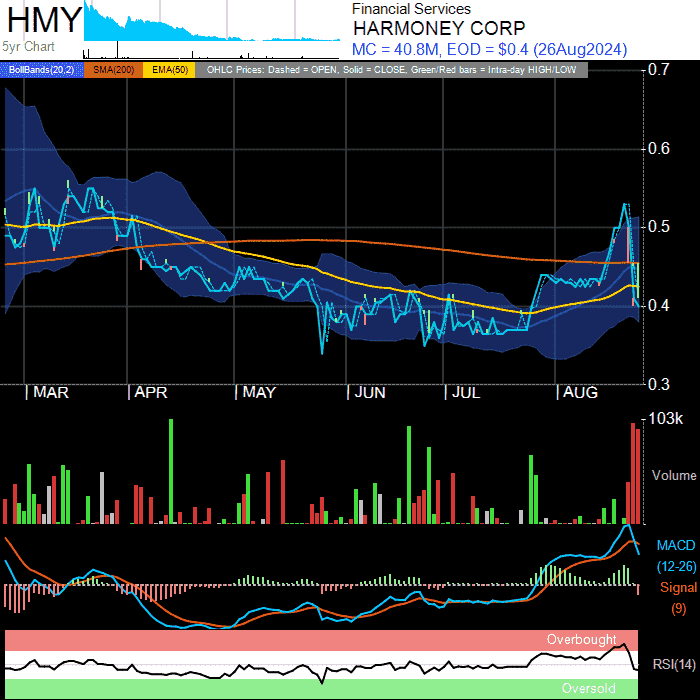 HMY
5yr Chart
Financial Services
HARMONEY CORP
MC = 40.8M, EOD = $0.4 (26Aug2024)
BollBands(20,2) SMA(200) EMA(50) OHLC Prices: Dashed = OPEN, Solid = CLOSE, Green/Red bars = Intra-day HIGH/LOW
0.7
0.6
0.5
0.4
0.3
MAR APR MAY JUN JUL AUG
103k
Volume
MACD
(12-26)
Signal
(9)
Overbought
RSI(14)
Oversold